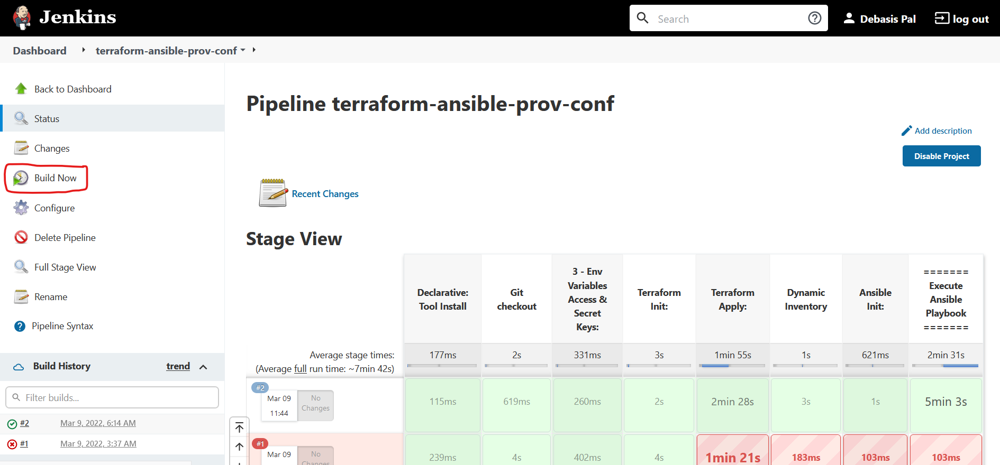 Jenkins
Search
Debasis Pal
log out
Dashboard
terraform-ansible-prov-conf
Back to Dashboard
Status
Changes
Build Now
Configure
Delete Pipeline
Full Stage View
Rename
Pipeline Syntax
Build History
trend
Filter builds...
#2 Mar 9, 2022, 6:14 AM
#1 Mar 9, 2022, 3:37 AM
Pipeline terraform-ansible-prov-conf
Add description
Disable Project
Recent Changes
Stage View
Declarative:
Tool Install
Git
checkout
3 - Env
Variables
Access &
Secret
Keys:
Terraform
Init:
Terraform
Apply:
Dynamic
Inventory
Ansible
Init:
=======
Execute
Ansible
Playbook
=======
Average stage times:
(Average full run time: ~7min 42s)
177ms 2s 331ms 3s 1min 55s 1s 621ms 2min 31s
#2
Mar 09
11:44
No
Changes
115ms 619ms 260ms 2s 2min 28s 3s 1s 5min 3s
#1
Mar 09
No
Changes
239ms 4s 402ms 4s 1min 21s 183ms 103ms 103ms